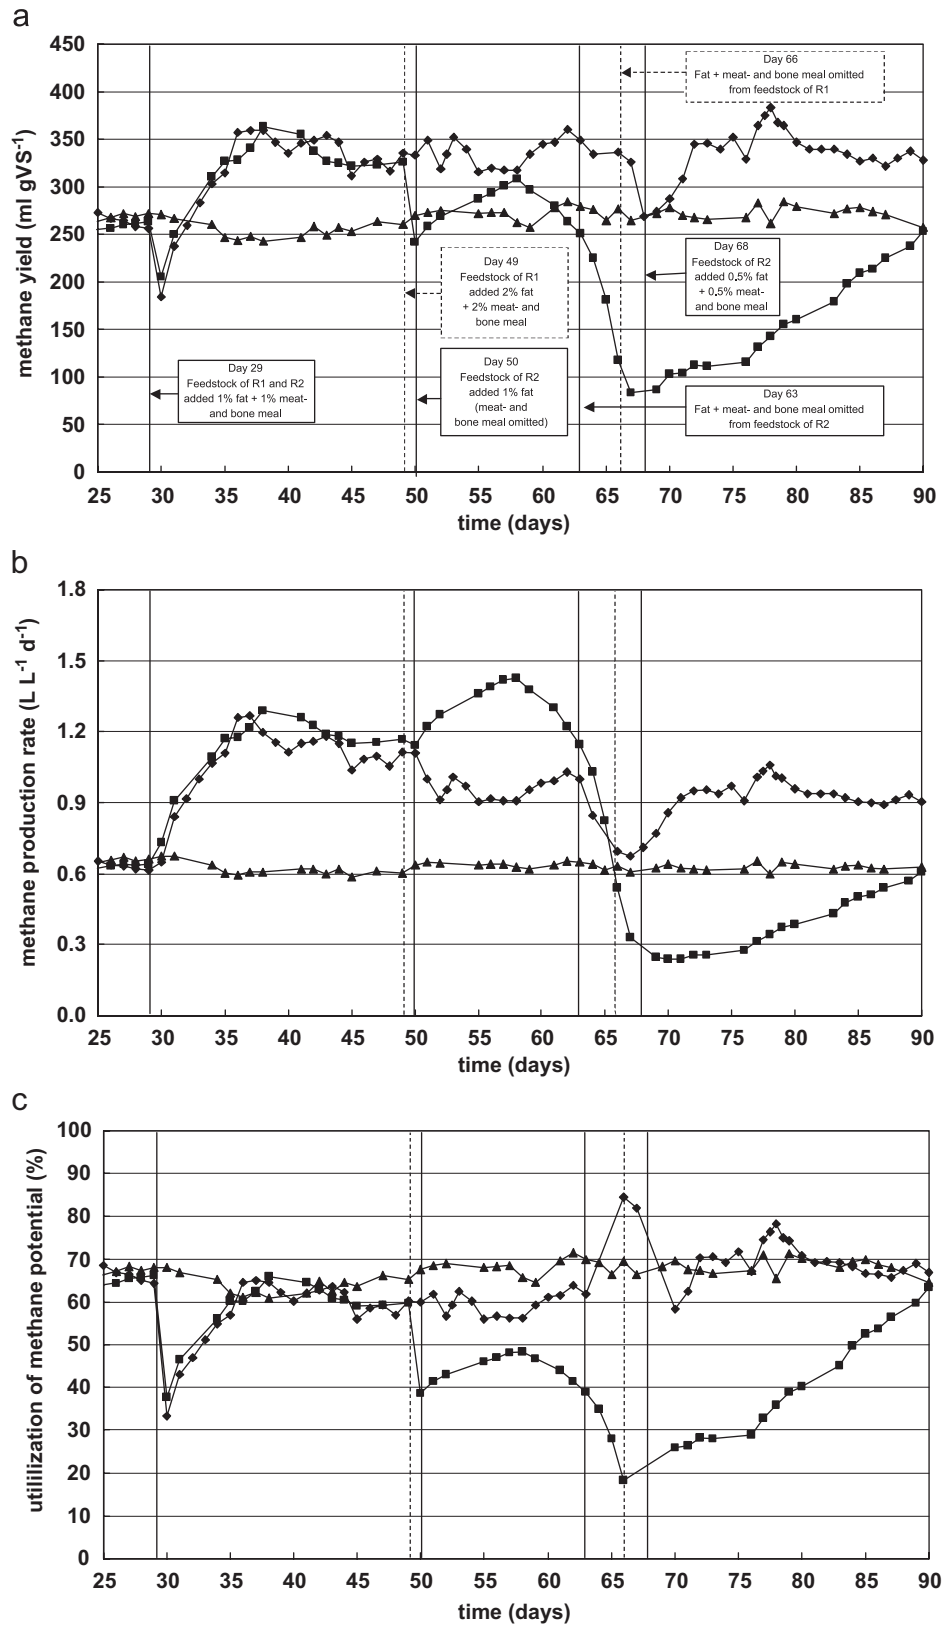 a
450
400
350
300
250
200
150
100
50
0
methane yield (ml gVS-1)
Day 66
Fat + meat- and bone meal omitted
from feedstock of R1
Day 49
Feedstock of R1
added 2% fat
+ 2% meat- and
bone meal
Day 68
Feedstock of R2
added 0.5% fat
+ 0.5% meat-
and bone meal
Day 29
Feedstock of R1 and R2
added 1% fat + 1% meat-
and bone meal
Day 50
Feedstock of R2
added 1% fat
(meat- and
bone meal omitted)
Day 63
Fat + meat- and bone meal omitted
from feedstock of R2
25 30 35 40 45 50 55 60 65 70 75 80 85 90
time (days)
b
1.8
1.5
1.2
0.9
0.6
0.3
0.0
methane production rate (L L-1 d-1)
25 30 35 40 45 50 55 60 65 70 75 80 85 90
time (days)
c
100
90
80
70
60
50
40
30
20
10
0
utililization of methane potential (%)
25 30 35 40 45 50 55 60 65 70 75 80 85 90
time (days)